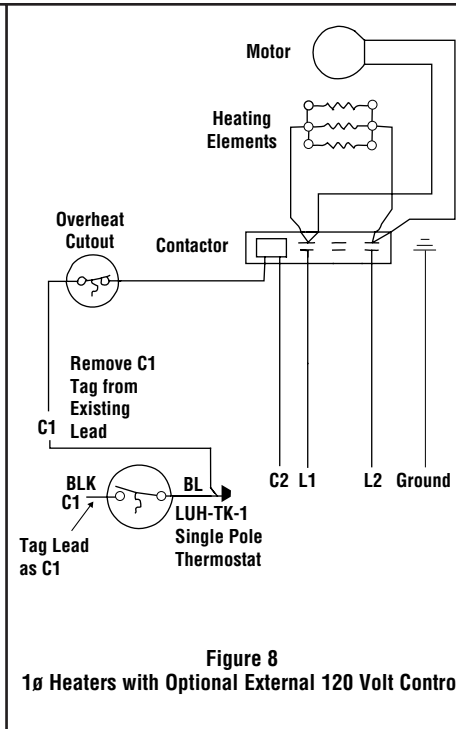 Motor
Heating
Elements
Overheat
Cutout
Contactor
Remove C1
Tag from
Existing
Lead
C1
BLK
C1
BL
C2 L1 L2 Ground
LUH-TK-1
Single Pole
Thermostat
Tag Lead
as C1
Figure 8
1ø Heaters with Optional External 120 Volt Contro